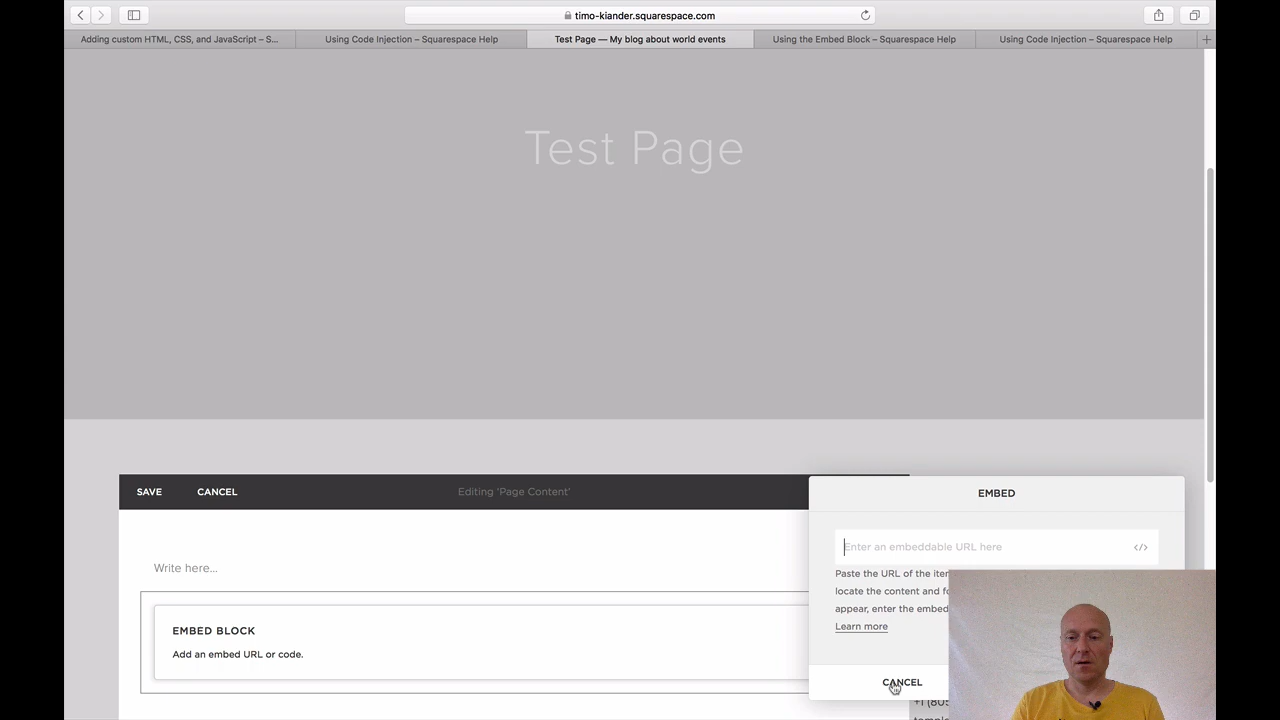 timo-kiander.squarespace.com
Adding custom HTML, CSS, and JavaScript – S...
Using Code Injection – Squarespace Help
Test Page — My blog about world events
Using the Embed Block – Squarespace Help
Using Code Injection – Squarespace Help
Test Page
SAVE
CANCEL
Editing 'Page Content'
EMBED
Enter an embeddable URL here
</>
Paste the URL of the
locate the content and
appear, enter the embed
Learn more
Write here...
EMBED BLOCK
Add an embed URL or code.
CANCEL
+1 (805